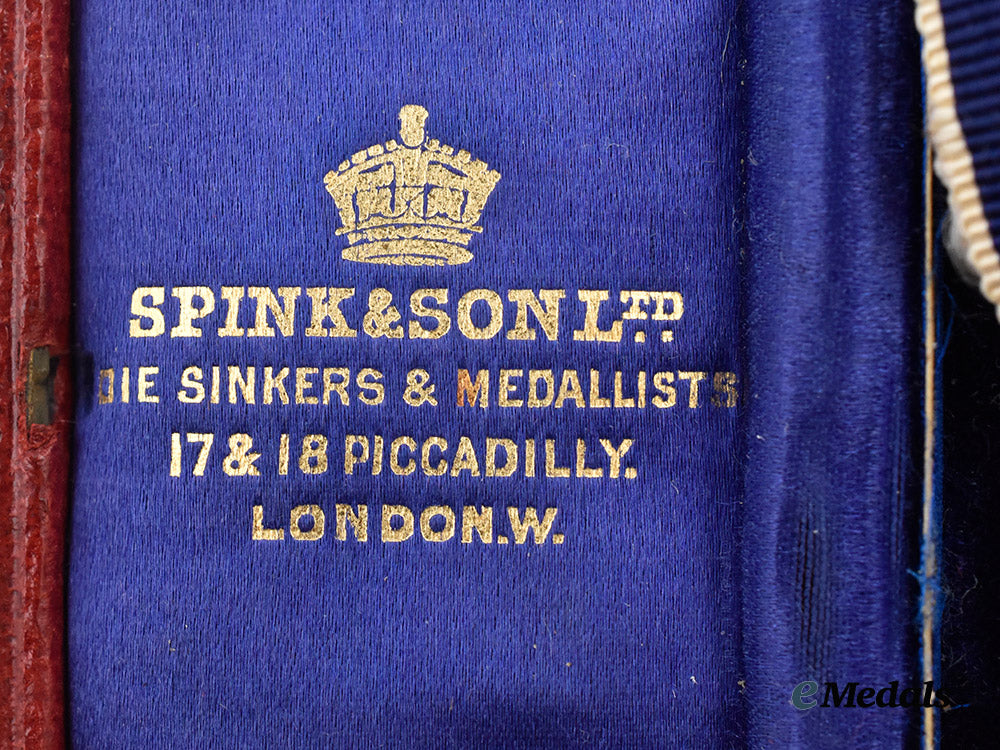 SPINK & SON LTD
DIE SINKERS & MEDALLISTS
17 & 18 PICCADILLY.
LONDON.W.
eMedals